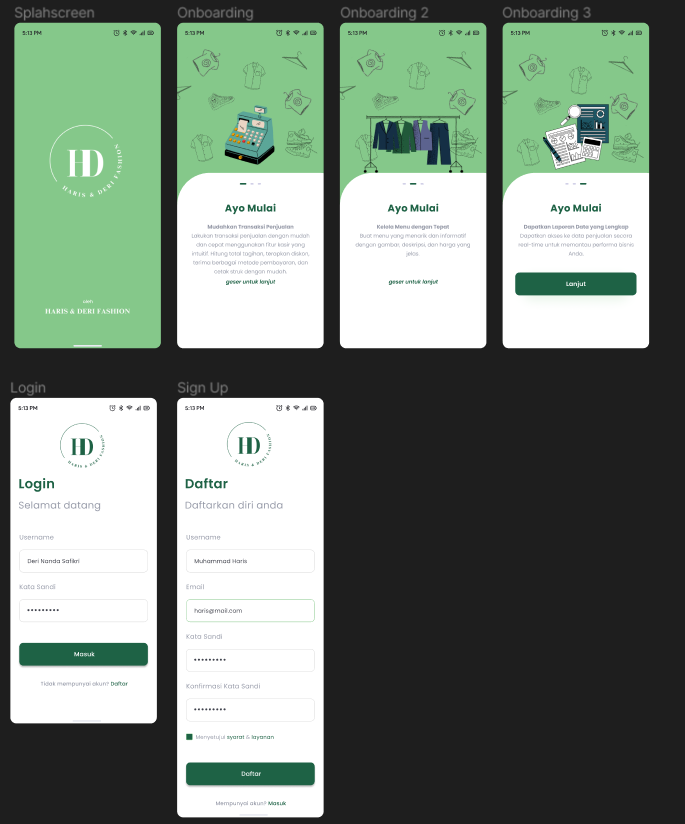 Splahscreen
5:13 PM
HD
HARIS & DERI FASHION
oleh
HARIS & DERI FASHION
Onboarding
5:13 PM
Ayo Mulai
Mudahkan Transaksi Penjualan
Lakukan transaksi penjualan dengan mudah
dan cepat menggunakan fitur kasir yang
intuitif. Hitung total tagihan, terapkan diskon,
terima berbagai metode pembayaran, dan
cetak struk dengan mudah.
geser untuk lanjut
Onboarding 2
5:13 PM
Ayo Mulai
Kelola Menu dengan Tepat
Buat menu yang menarik dan informatif
dengan gambar, deskripsi, dan harga yang
jelas.
geser untuk lanjut
Onboarding 3
5:13 PM
Ayo Mulai
Dapatkan Laporan Data yang Lengkap
Dapatkan akses ke data penjualan secara
real-time untuk memantau performa bisnis
Anda.
Lanjut
Login
5:13 PM
HD
HARIS & DERI FASHION
Login
Selamat datang
Username
Deri Nanda Safikri
Kata Sandi
•••••••••
Masuk
Tidak mempunyai akun? Daftar
Sign Up
5:13 PM
HD
HARIS & DERI FASHION
Daftar
Daftarkan diri anda
Username
Muhammad Haris
Email
haris@mail.com
Kata Sandi
•••••••••
Konfirmasi Kata Sandi
•••••••••
Menyetujui syarat & layanan
Daftar
Mempunyai akun? Masuk